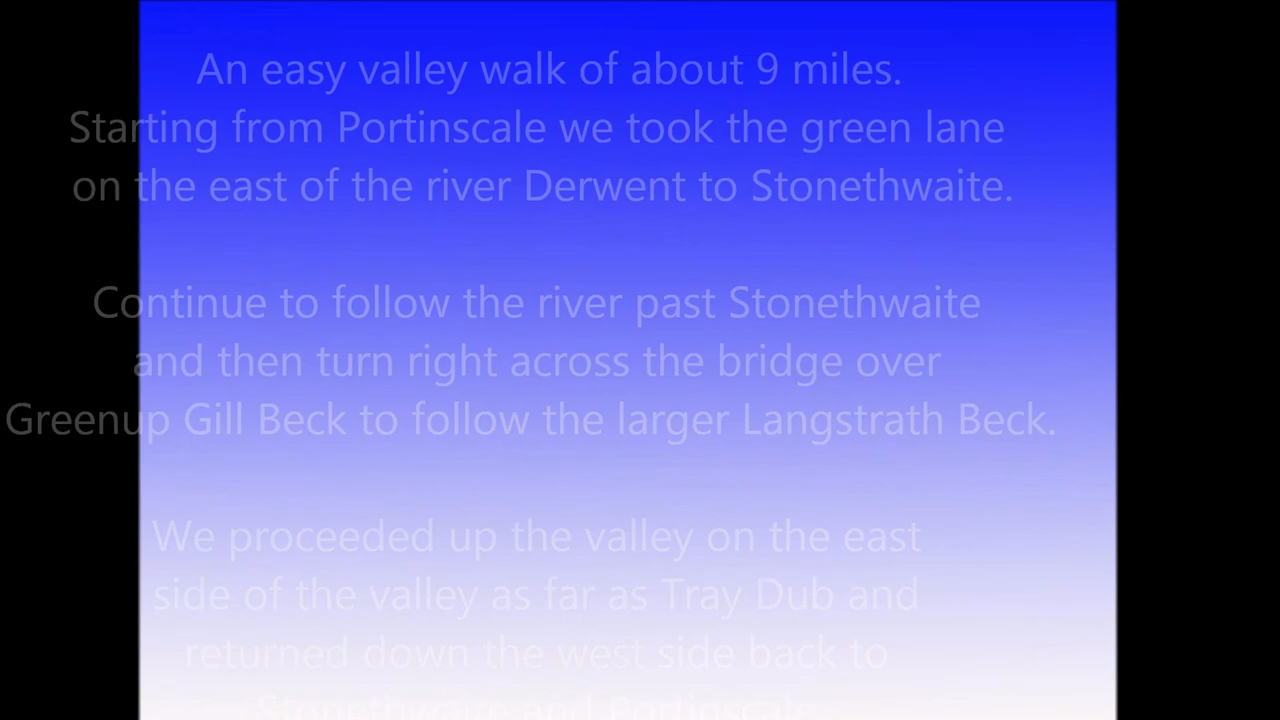 An easy valley walk of about 9 miles.
Starting from Portinscale we took the green lane
on the east of the river Derwent to Stonethwaite.
Continue to follow the river past Stonethwaite
and then turn right across the bridge over
Greenup Gill Beck to follow the larger Langstrath Beck.
We proceeded up the valley on the east
side of the valley as far as Tray Dub and
returned down the west side back to
Stonethwaire and Portinscale